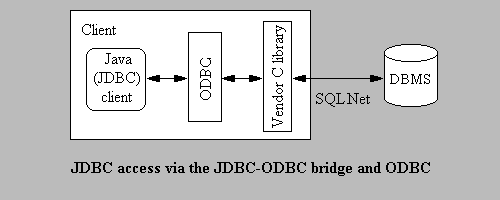 Client
Java
(JDBC)
client
ODBC
Vendor C library
SQLNet
DBMS
JDBC access via the JDBC-ODBC bridge and ODBC